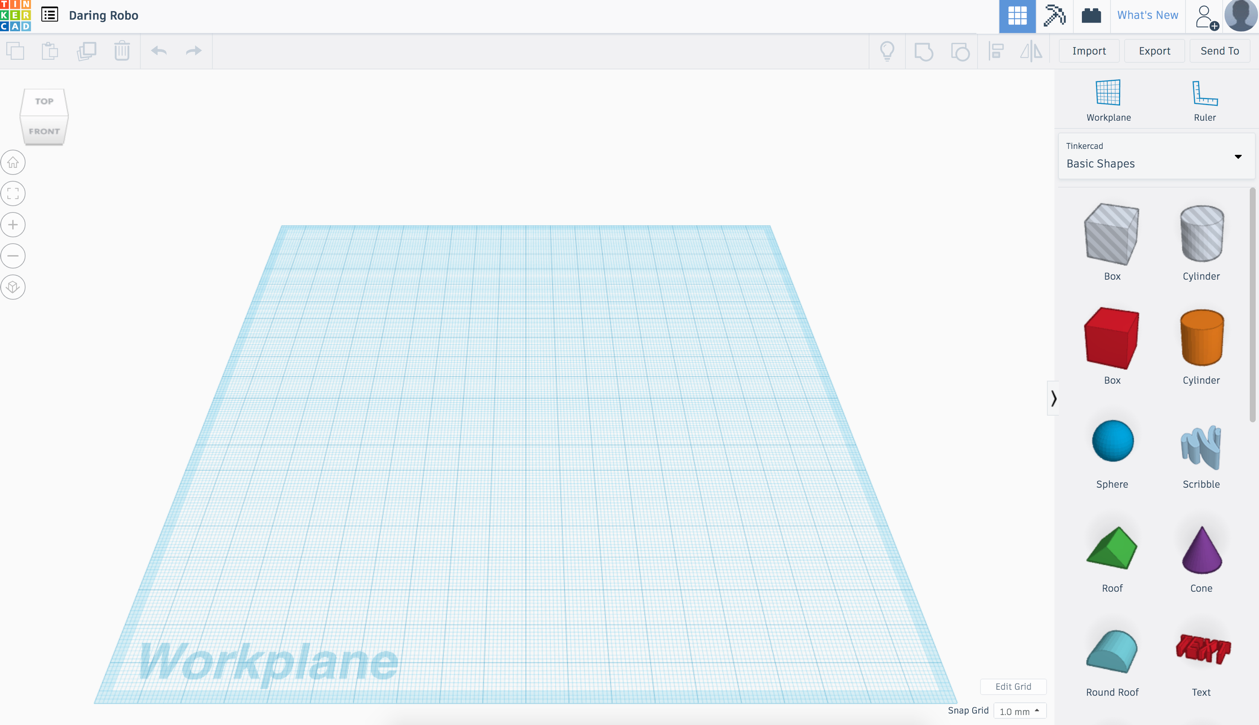 TIN
KER
CAD
Daring Robo
What's New
Import
Export
Send To
TOP
FRONT
Workplane
Ruler
Tinkercad
Basic Shapes
Box
Cylinder
Box
Cylinder
Sphere
Scribble
Roof
Cone
TEXT
Round Roof
Text
Workplane
Edit Grid
Snap Grid
1.0 mm